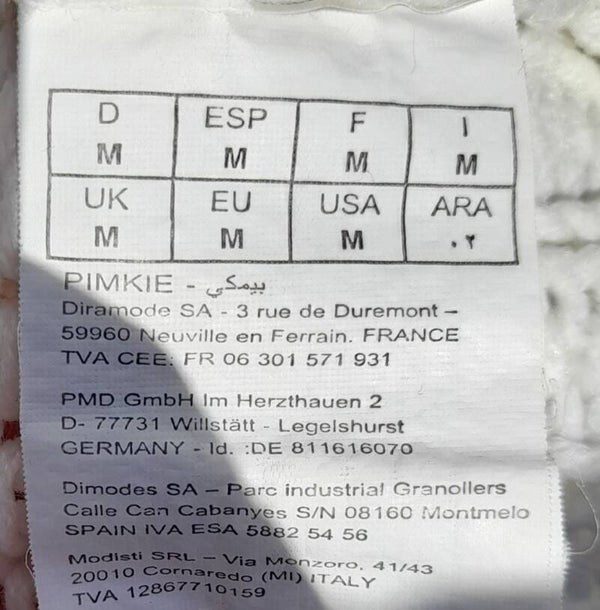 D ESP F I
M M M M
UK EU USA ARA
M M M ٠٢
PIMKIE - بيمكي
Diramode SA - 3 rue de Duremont –
59960 Neuville en Ferrain. FRANCE
TVA CEE: FR 06 301 571 931
PMD GmbH Im Herzthauen 2
D- 77731 Willstätt - Legelshurst
GERMANY - Id. :DE 811616070
Dimodes SA – Parc industrial Granollers
Calle Can Cabanyes S/N 08160 Montmelo
SPAIN IVA ESA 5882 54 56
Modisti SRL – Via Monzoro, 41/43
20010 Cornaredo (MI) ITALY
TVA 12867710159